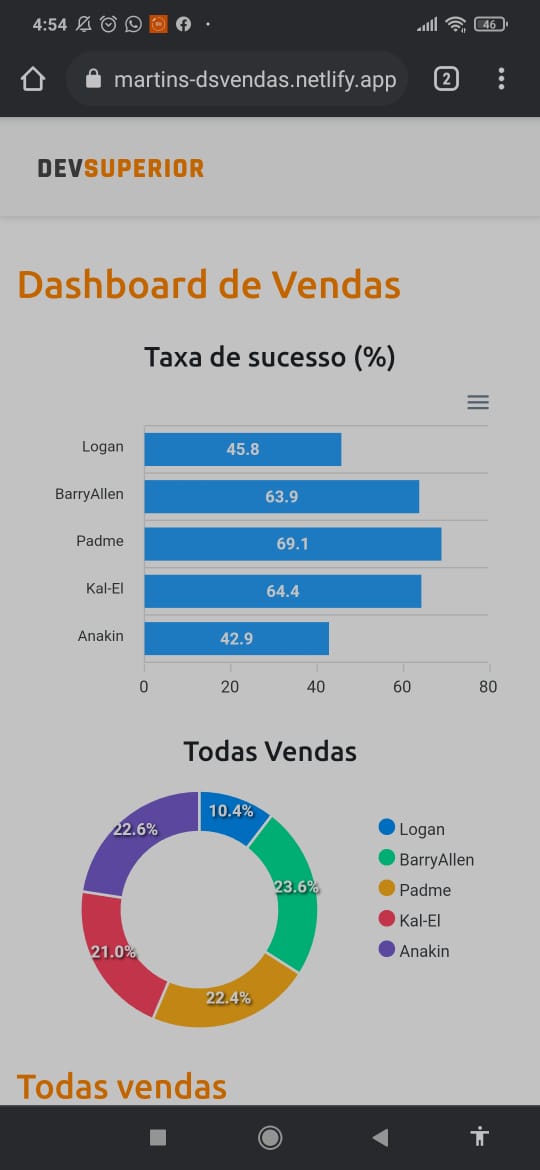 4:54 46
martins-dsvendas.netlify.app 2
DEVSUPERIOR
Dashboard de Vendas
Taxa de sucesso (%)
Logan 45.8
BarryAllen 63.9
Padme 69.1
Kal-El 64.4
Anakin 42.9
0 20 40 60 80
Todas Vendas
10.4%
22.6%
23.6%
21.0%
22.4%
Logan
BarryAllen
Padme
Kal-El
Anakin
Todas vendas